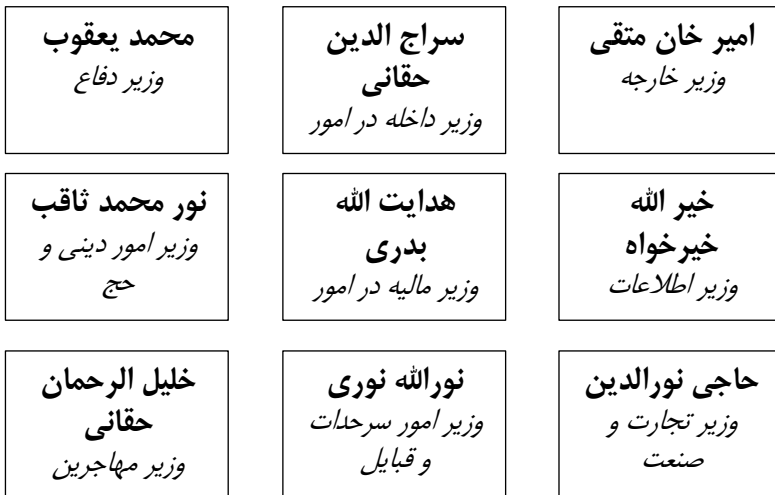 امیر خان متقی
وزیر خارجه
سراج الدین
حقانی
وزیر داخله در امور
محمد یعقوب
وزیر دفاع
خیر الله
خیرخواه
وزیر اطلاعات
هدایت الله
بدری
وزیر مالیه در امور
نور محمد ثاقب
وزیر امور دینی و
حج
حاجی نورالدین
وزیر تجارت و
صنعت
نورالله نوری
وزیر امور سرحدات
و قبایل
خلیل الرحمان
حقانی
وزیر مهاجرین